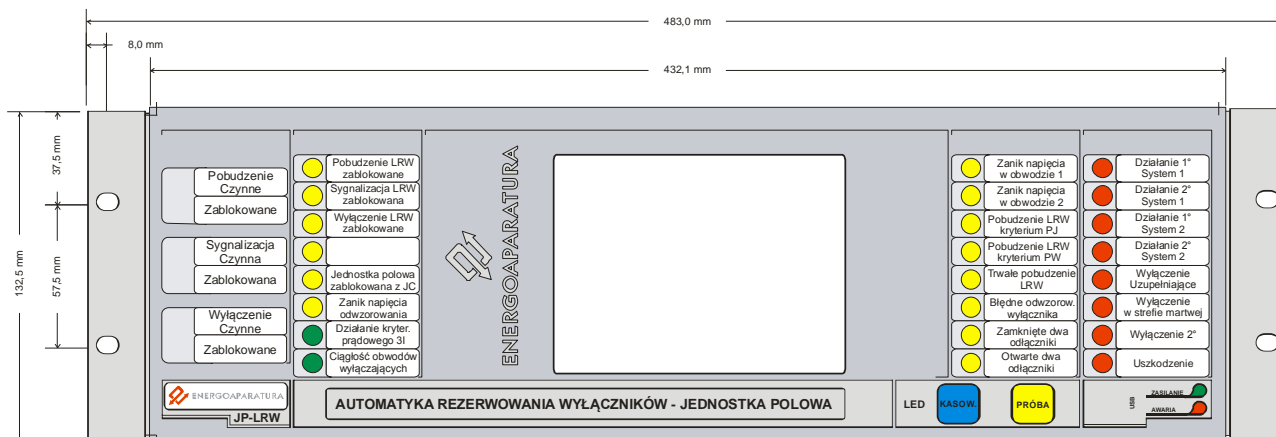 483,0 mm
8,0 mm
432,1 mm
37,5 mm
57,5 mm
132,5 mm
Pobudzenie
Czynne
Zablokowane
Sygnalizacja
Czynna
Zablokowana
Wyłączenie
Czynne
Zablokowane
Pobudzenie LRW
zablokowane
Sygnalizacja LRW
zablokowana
Wyłączenie LRW
zablokowane
Jednostka polowa
zablokowana z JC
Zanik napięcia
odwzorowania
Działanie kryter.
prądowego 3I
Ciągłość obwodów
wyłączających
ENERGOAPARATURA
Zanik napięcia
w obwodzie 1
Zanik napięcia
w obwodzie 2
Pobudzenie LRW
kryterium PJ
Pobudzenie LRW
kryterium PW
Trwałe pobudzenie
LRW
Błędne odwzorow.
wyłącznika
Zamknięte dwa
odłączniki
Otwarte dwa
odłączniki
Działanie 1°
System 1
Działanie 2°
System 1
Działanie 1°
System 2
Działanie 2°
System 2
Wyłączenie
Uzupełniające
Wyłączenie
w strefie martwej
Wyłączenie 2°
Uszkodzenie
ENERGOAPARATURA
JP-LRW
AUTOMATYKA REZERWOWANIA WYŁĄCZNIKÓW - JEDNOSTKA POLOWA
LED
KASOW.
PRÓBA
USB
ZASILANIE
AWARIA